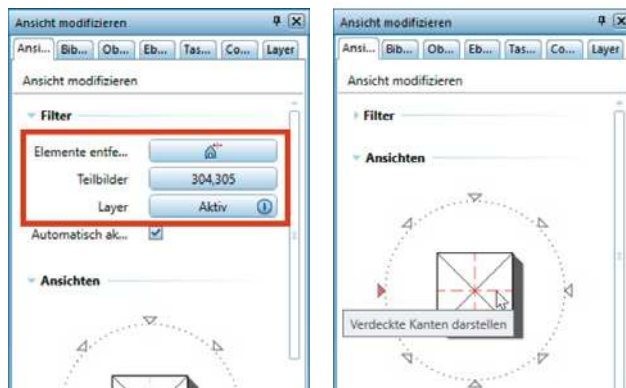 Ansicht modifizieren
Ansi... Bib... Ob... Eb... Tas... Co... Layer
Ansicht modifizieren
Filter
Elemente entfe...
Teilbilder 304,305
Layer Aktiv
Automatisch ak...
Ansichten
Ansicht modifizieren
Ansi... Bib... Ob... Eb... Tas... Co... Layer
Ansicht modifizieren
Filter
Ansichten
Verdeckte Kanten darstellen